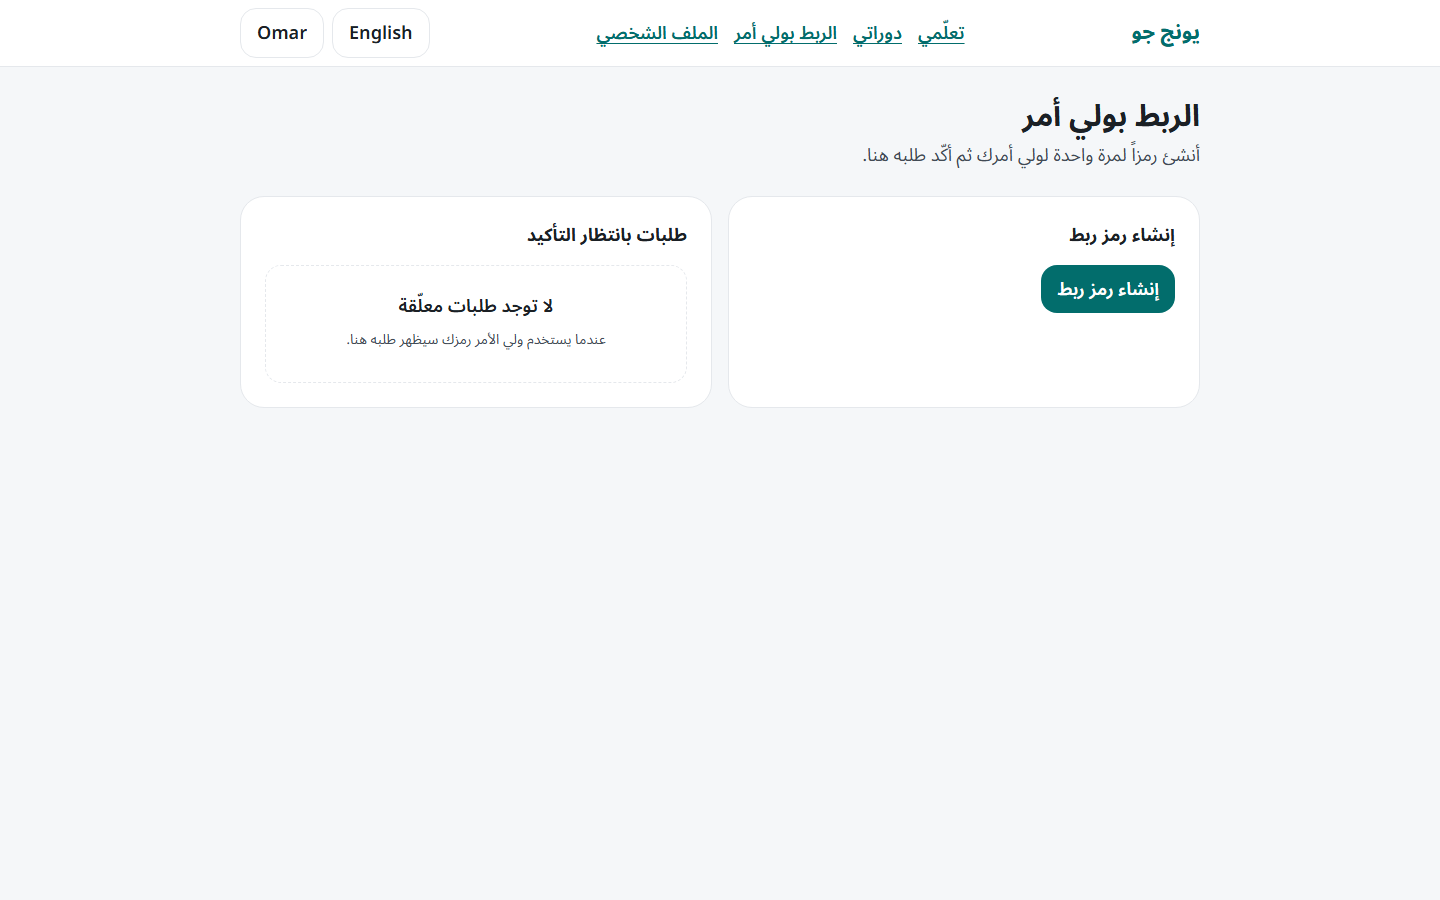 يونج جو
تعلّمي دوراتي الربط بولي أمر الملف الشخصي
English Omar
الربط بولي أمر
أنشئ رمزاً لمرة واحدة لولي أمرك ثم أكّد طلبه هنا.
إنشاء رمز ربط
إنشاء رمز ربط
طلبات بانتظار التأكيد
لا توجد طلبات معلّقة
عندما يستخدم ولي الأمر رمزك سيظهر طلبه هنا.